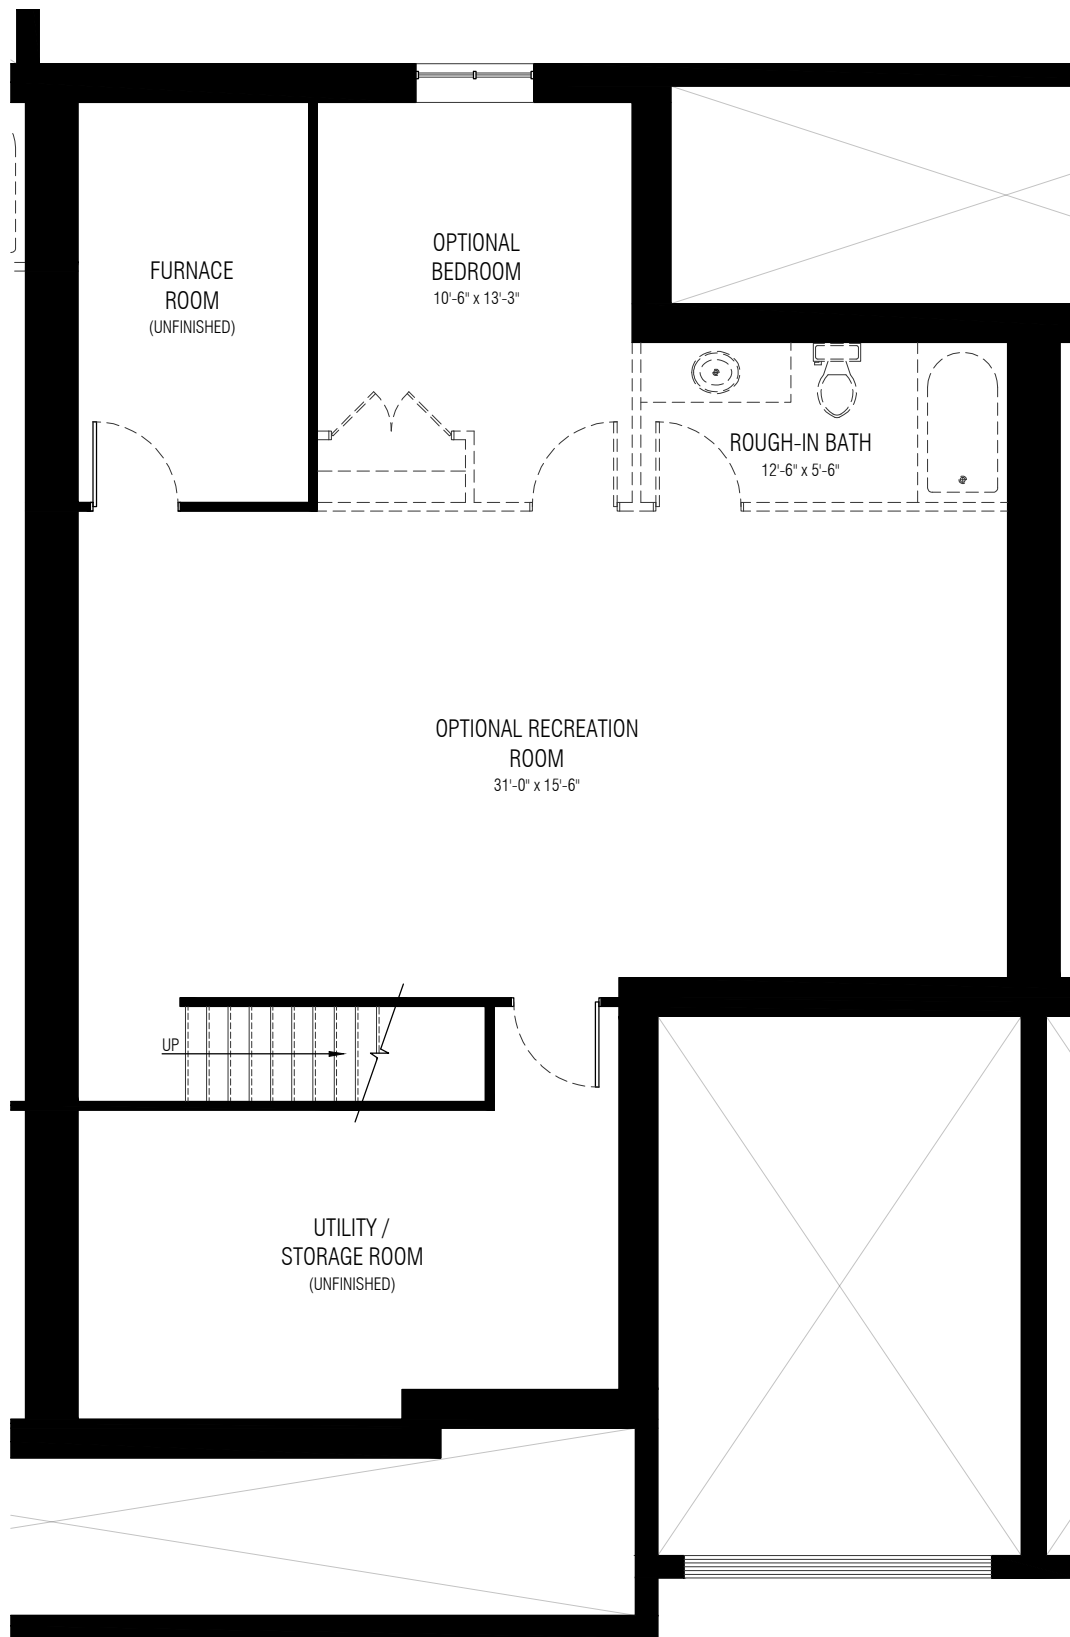 OPTIONAL
BEDROOM
10'-6" x 13'-3"
FURNACE
ROOM
(UNFINISHED)
ROUGH-IN BATH
12'-6" x 5'-6"
OPTIONAL RECREATION
ROOM
31'-0" x 15'-6"
UP
UTILITY /
STORAGE ROOM
(UNFINISHED)